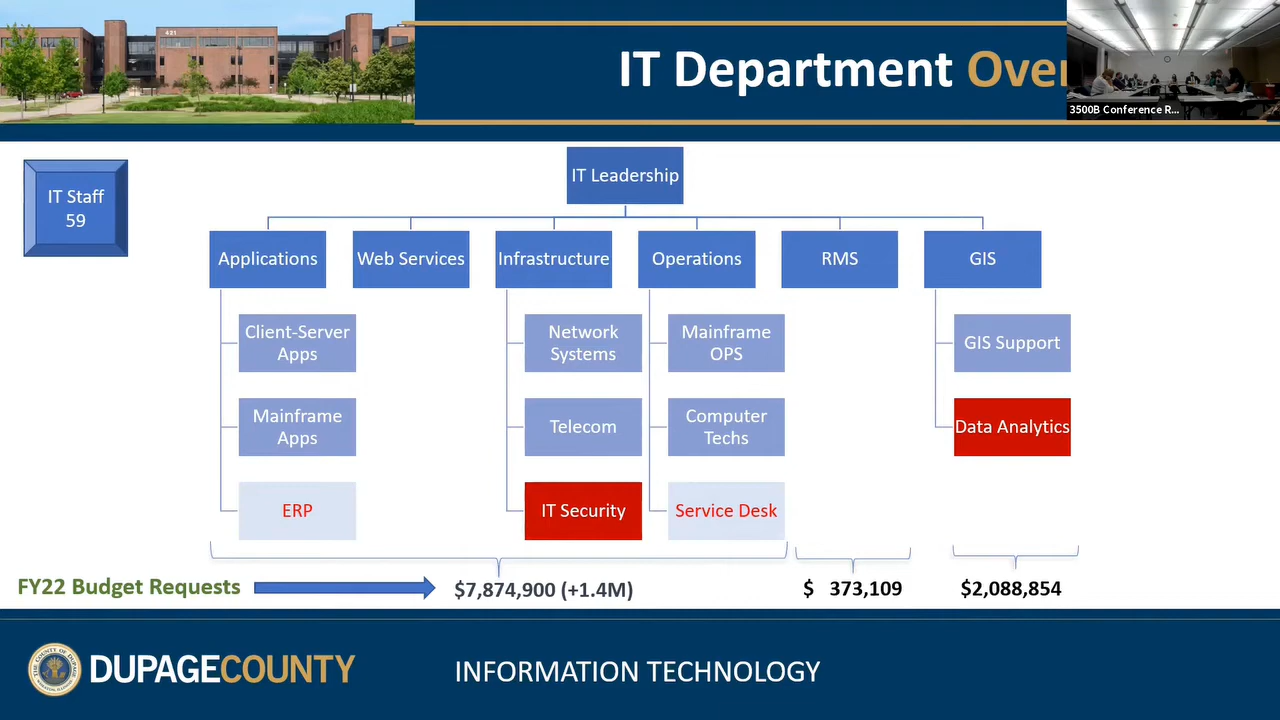 421
IT Department Over
3500B Conference R...
IT Staff
59
IT Leadership
Applications
Web Services
Infrastructure
Operations
RMS
GIS
Client-Server
Apps
Network
Systems
Mainframe
OPS
GIS Support
Mainframe
Apps
Telecom
Computer
Techs
Data Analytics
ERP
IT Security
Service Desk
FY22 Budget Requests
$7,874,900 (+1.4M)
$ 373,109
$2,088,854
DUPAGECOUNTY
INFORMATION TECHNOLOGY